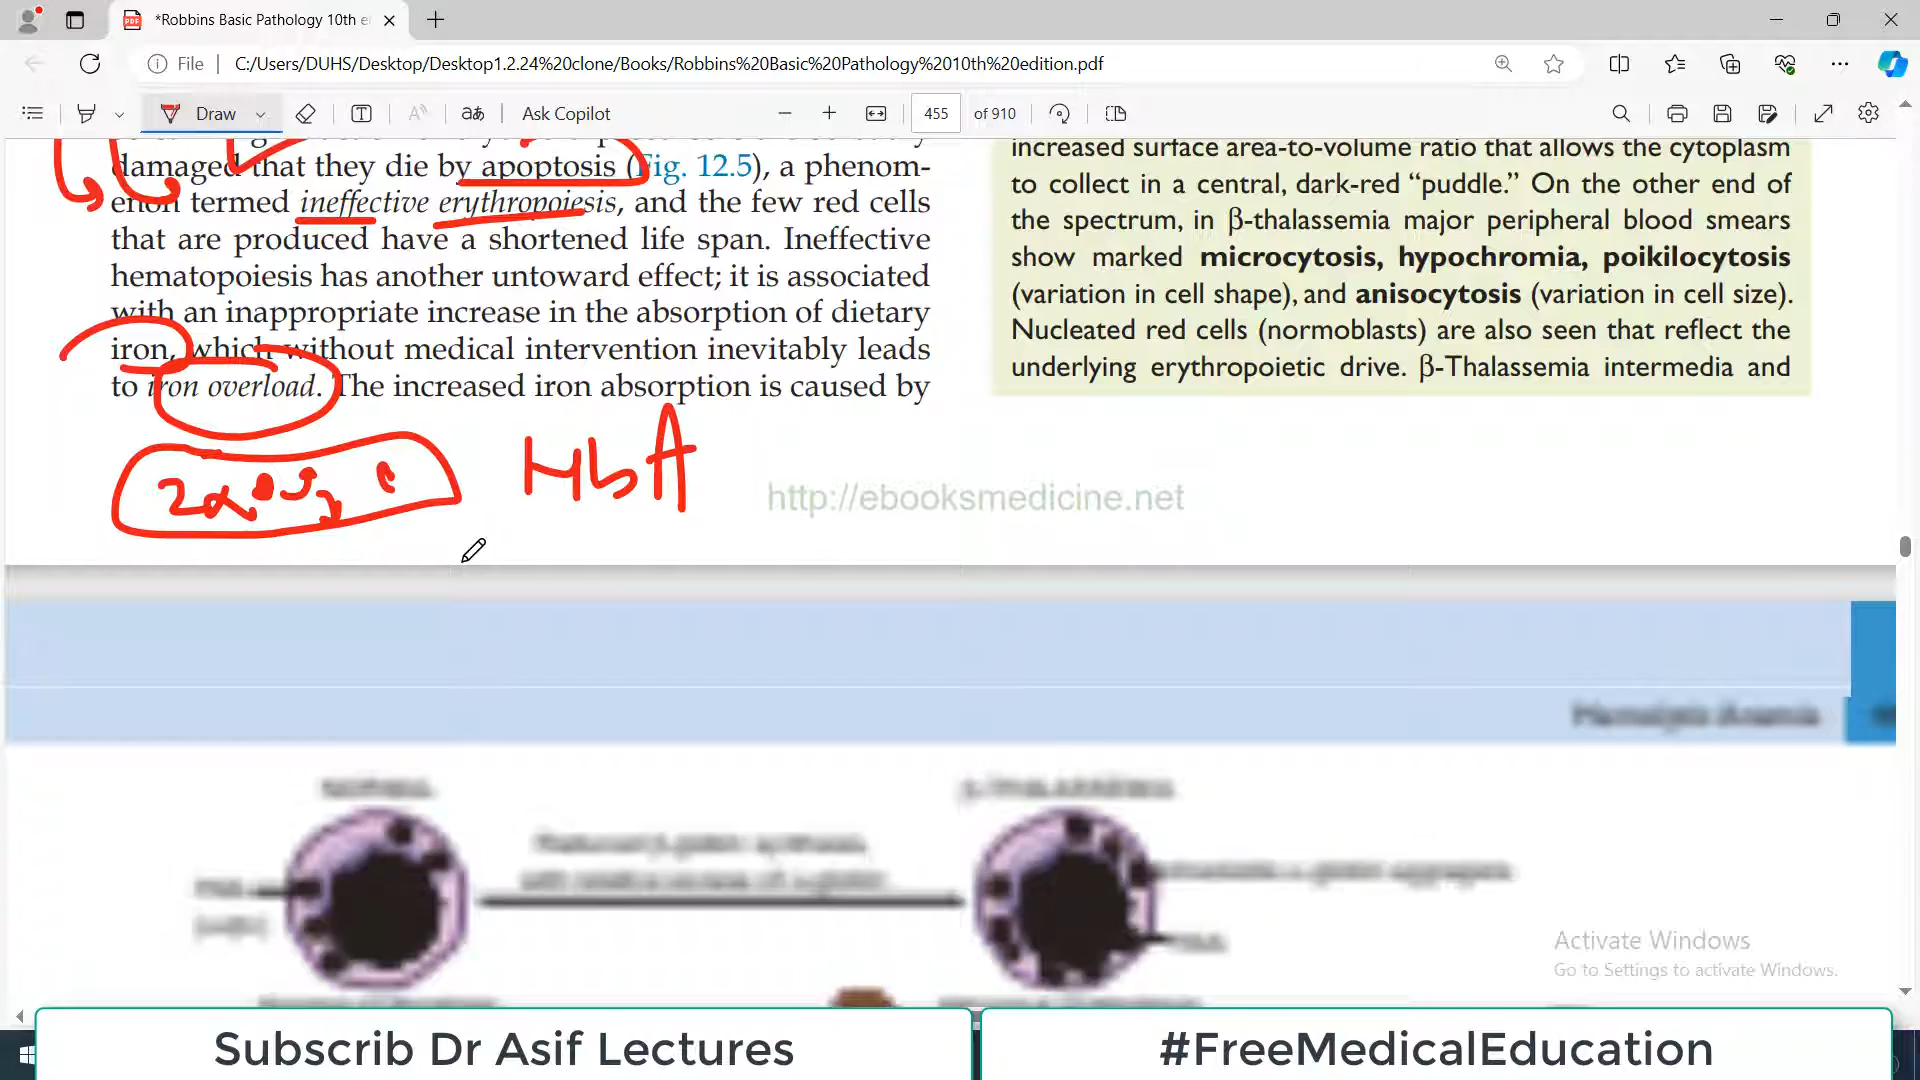 *Robbins Basic Pathology 10th e
File
C:/Users/DUHS/Desktop/Desktop1.2.24%20clone/Books/Robbins%20Basic%20Pathology%2010th%20edition.pdf
Draw
Ask Copilot
455
of 910
damaged that they die by apoptosis (Fig. 12.5), a phenom-
enon termed ineffective erythropoiesis, and the few red cells
that are produced have a shortened life span. Ineffective
hematopoiesis has another untoward effect; it is associated
with an inappropriate increase in the absorption of dietary
iron, which without medical intervention inevitably leads
to iron overload. The increased iron absorption is caused by
HbA
increased surface area-to-volume ratio that allows the cytoplasm
to collect in a central, dark-red “puddle.” On the other end of
the spectrum, in β-thalassemia major peripheral blood smears
show marked microcytosis, hypochromia, poikilocytosis
(variation in cell shape), and anisocytosis (variation in cell size).
Nucleated red cells (normoblasts) are also seen that reflect the
underlying erythropoietic drive. β-Thalassemia intermedia and
http://ebooksmedicine.net
Activate Windows
Go to Settings to activate Windows.
Subscrib Dr Asif Lectures
#FreeMedicalEducation